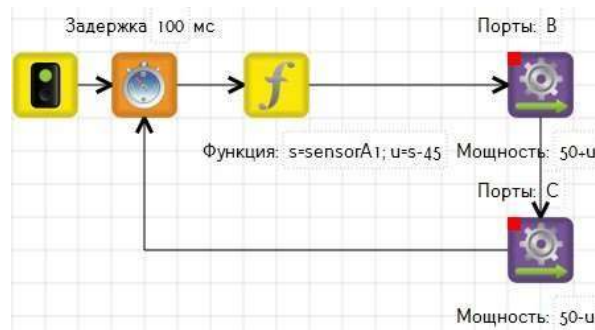 Задержка 100 мс
Порты: B
Функция: s=sensorA1; u=s-45
Мощность: 50+u
Порты: C
Мощность: 50-u